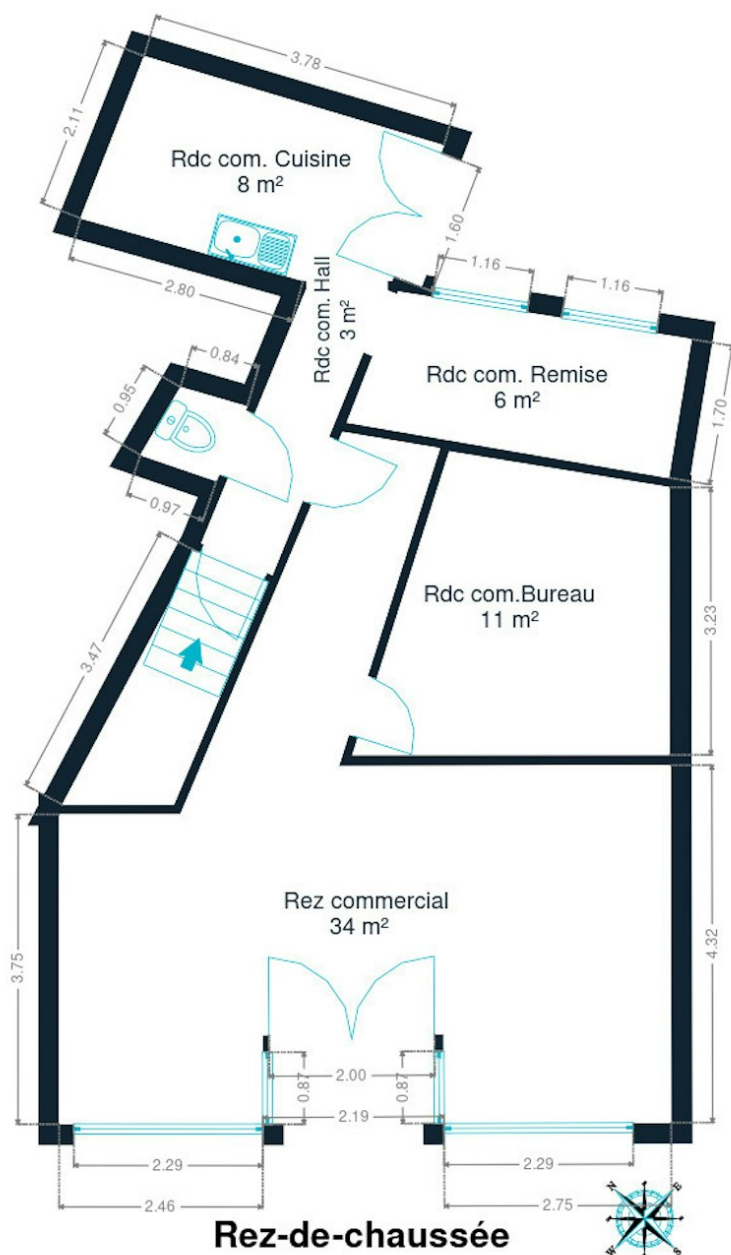 3.78
2.11
Rdc com. Cuisine
8 m²
1.60
2.80
Rdc com. Hall
3 m²
1.16
1.16
0.84
0.95
Rdc com. Remise
6 m²
1.70
0.97
Rdc com.Bureau
11 m²
3.23
3.47
Rez commercial
34 m²
3.75
4.32
0.87
2.00
0.87
2.19
2.29
2.29
2.46
2.75
Rez-de-chaussée
N
E
W
S